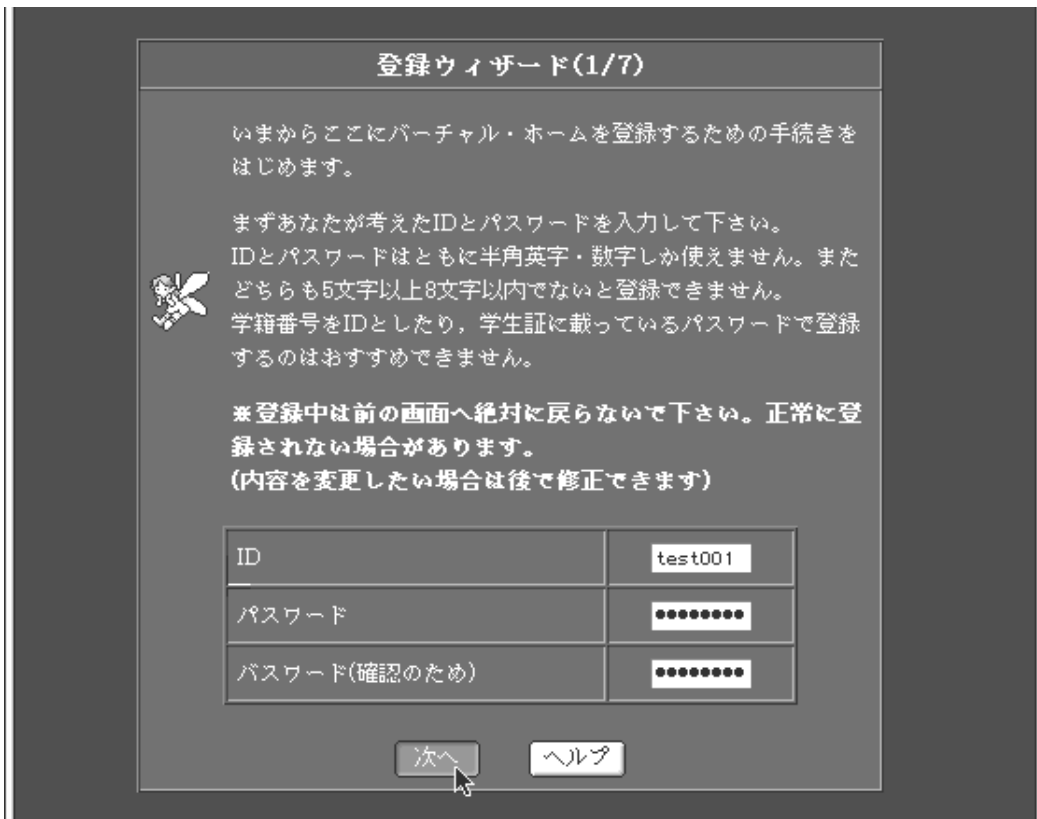 登録ウィザード(1/7)
いまからここにバーチャル・ホームを登録するための手続きを
はじめます。
まずあなたが考えたIDとパスワードを入力して下さい。
IDとパスワードはともに半角英字・数字しか使えません。また
どちらも5文字以上8文字以内でないと登録できません。
学籍番号をIDとしたり，学生証に載っているパスワードで登録
するのはおすすめできません。
※登録中は前の画面へ絶対に戻らないで下さい。正常に登
録されない場合があります。
(内容を変更したい場合は後で修正できます)
ID
test001
パスワード
●●●●●●●●
パスワード(確認のため)
●●●●●●●●
次へ
ヘルプ